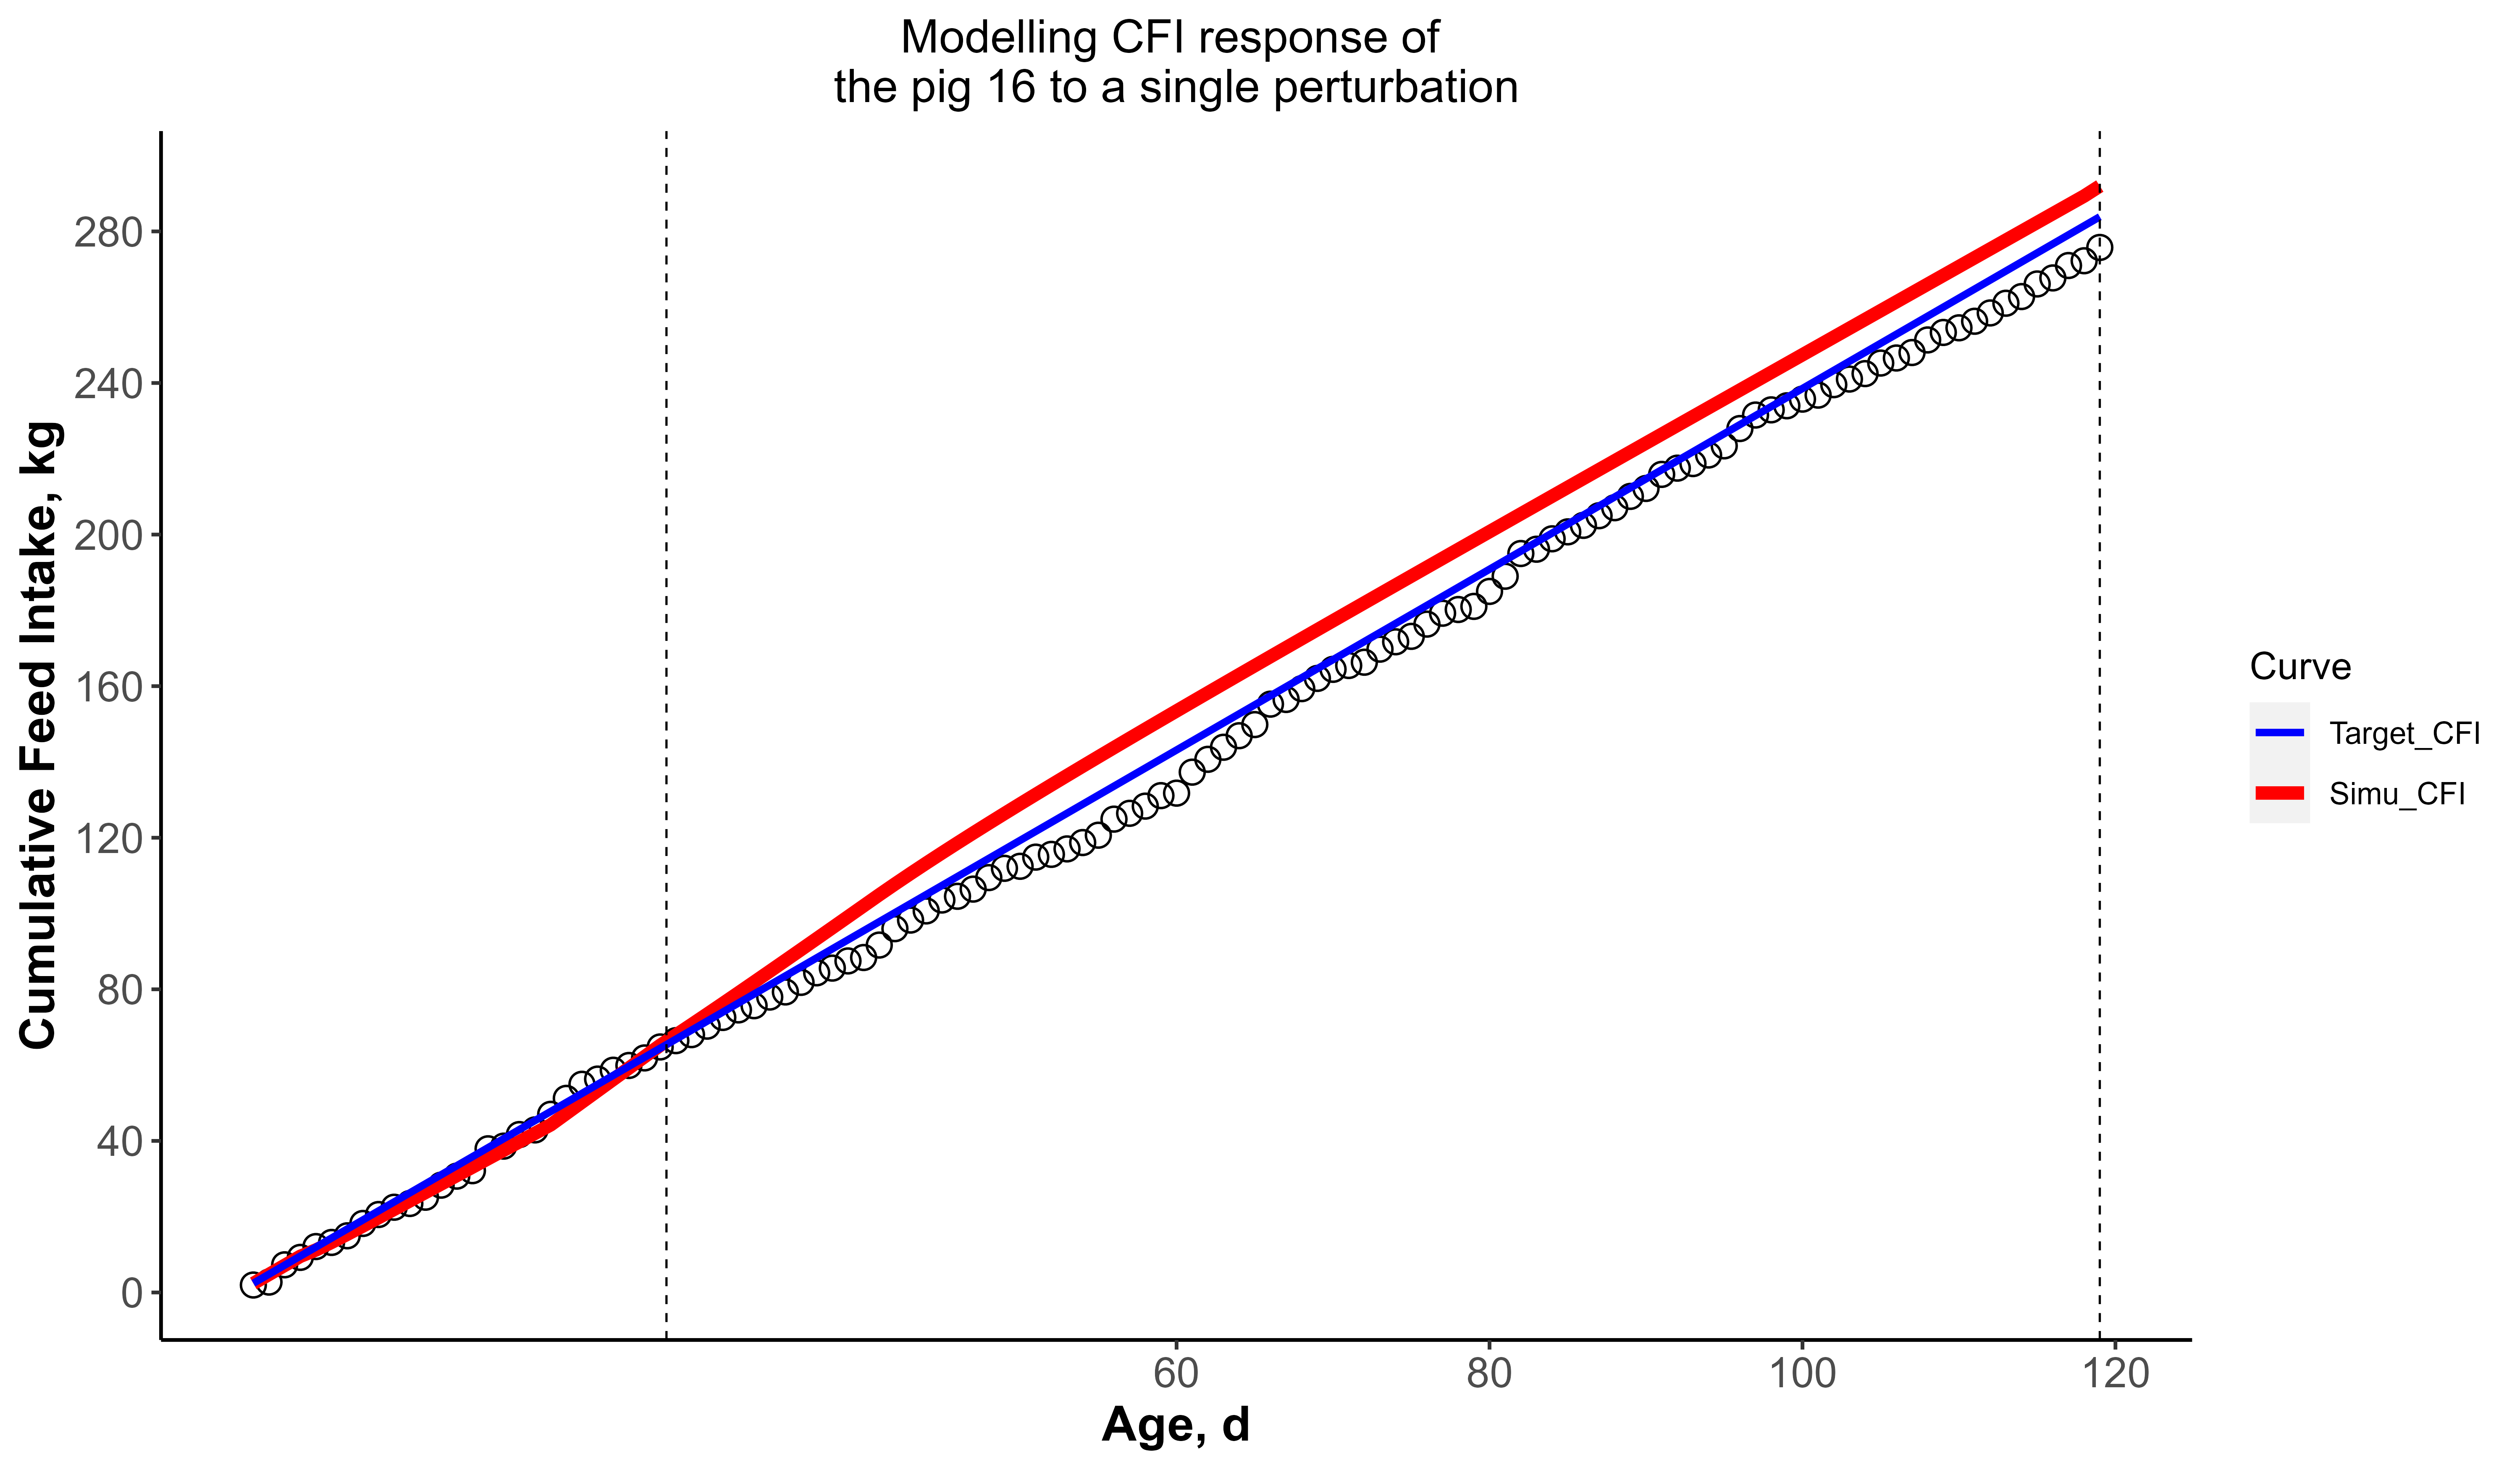 Modelling CFI response of
the pig 16 to a single perturbation
Cumulative Feed Intake, kg
280
240
200
160
120
80
40
0
60 80 100 120
Age, d
Curve
Target_CFI
Simu_CFI